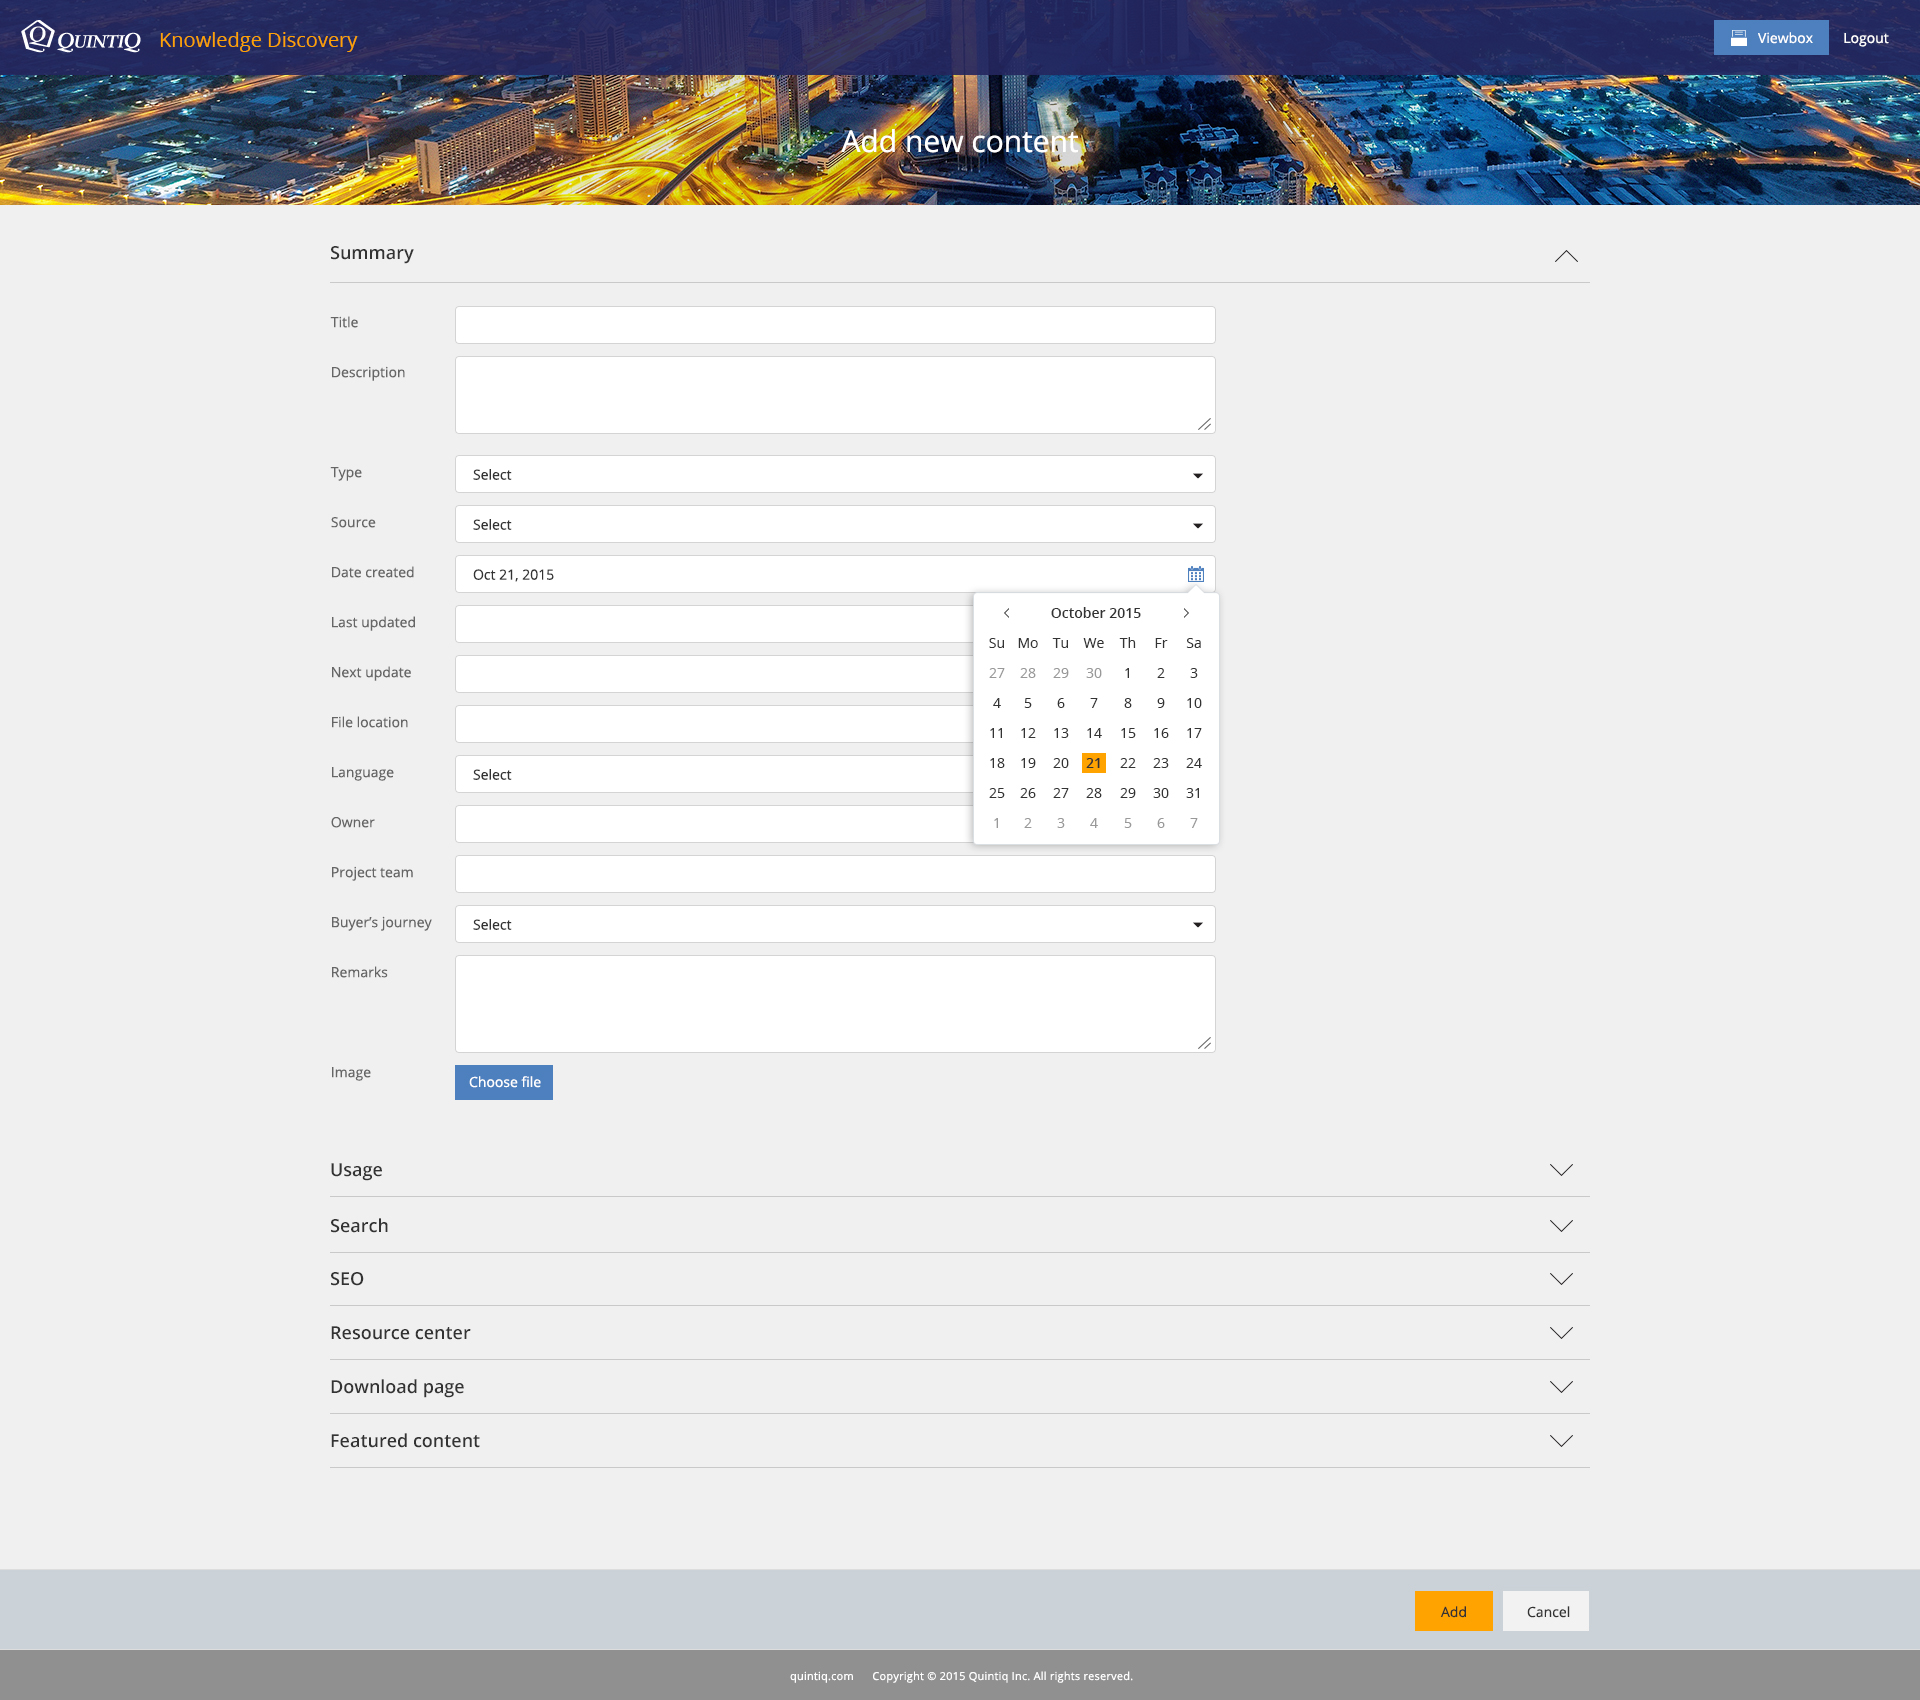 QUINTIQ Knowledge Discovery
Viewbox Logout
Add new content
Summary
Title
Description
Type Select
Source Select
Date created Oct 21, 2015
Last updated
Next update
File location
Language Select
Owner
October 2015
Su Mo Tu We Th Fr Sa
27 28 29 30 1 2 3
4 5 6 7 8 9 10
11 12 13 14 15 16 17
18 19 20 21 22 23 24
25 26 27 28 29 30 31
1 2 3 4 5 6 7
Project team
Buyer's journey Select
Remarks
Image Choose file
Usage
Search
SEO
Resource center
Download page
Featured content
Add Cancel
quintiq.com Copyright © 2015 Quintiq Inc. All rights reserved.